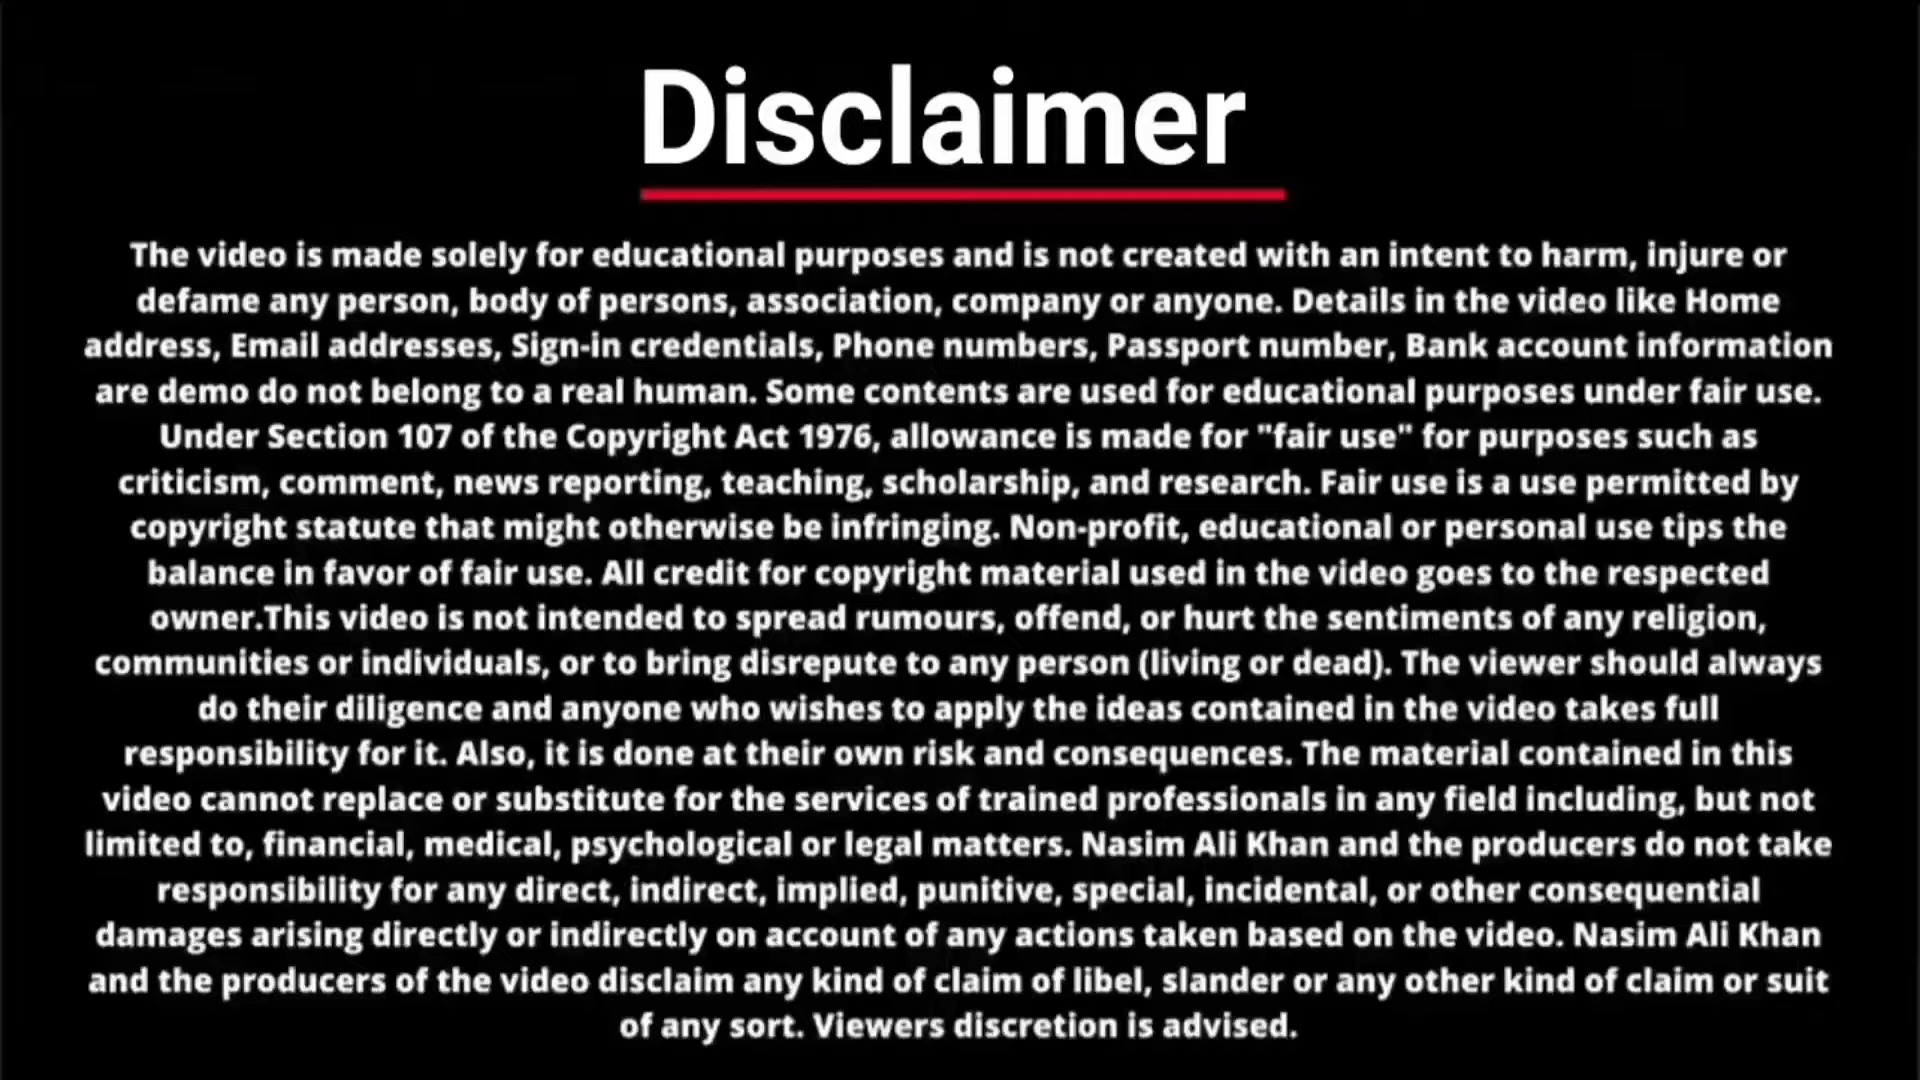 Disclaimer
The video is made solely for educational purposes and is not created with an intent to harm, injure or
defame any person, body of persons, association, company or anyone. Details in the video like Home
address, Email addresses, Sign-in credentials, Phone numbers, Passport number, Bank account information
are demo do not belong to a real human. Some contents are used for educational purposes under fair use.
Under Section 107 of the Copyright Act 1976, allowance is made for "fair use" for purposes such as
criticism, comment, news reporting, teaching, scholarship, and research. Fair use is a use permitted by
copyright statute that might otherwise be infringing. Non-profit, educational or personal use tips the
balance in favor of fair use. All credit for copyright material used in the video goes to the respected
owner.This video is not intended to spread rumours, offend, or hurt the sentiments of any religion,
communities or individuals, or to bring disrepute to any person (living or dead). The viewer should always
do their diligence and anyone who wishes to apply the ideas contained in the video takes full
responsibility for it. Also, it is done at their own risk and consequences. The material contained in this
video cannot replace or substitute for the services of trained professionals in any field including, but not
limited to, financial, medical, psychological or legal matters. Nasim Ali Khan and the producers do not take
responsibility for any direct, indirect, implied, punitive, special, incidental, or other consequential
damages arising directly or indirectly on account of any actions taken based on the video. Nasim Ali Khan
and the producers of the video disclaim any kind of claim of libel, slander or any other kind of claim or suit
of any sort. Viewers discretion is advised.